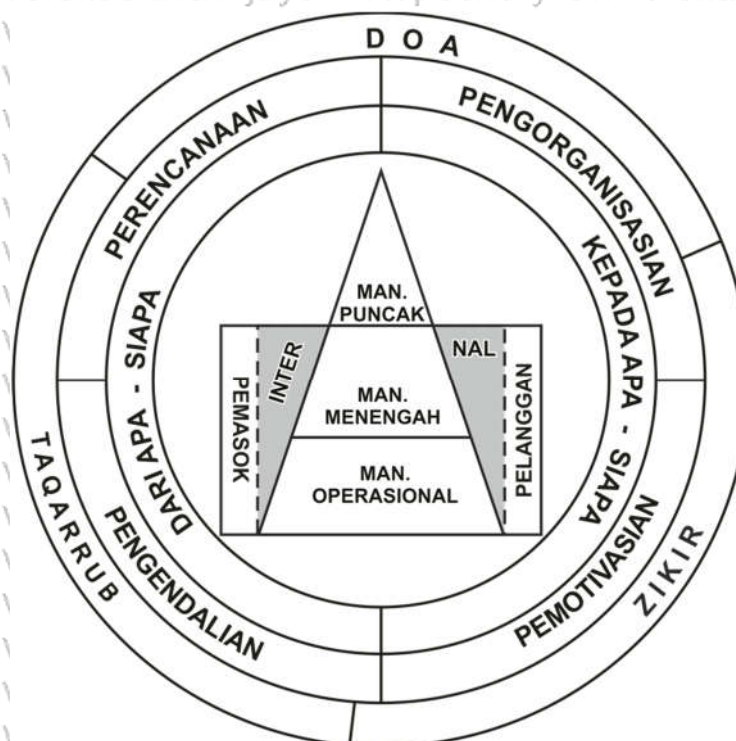 D O A
PERENCANAAN
PENGORGANISASIAN
DARI APA - SIAPA
KEPADA APA - SIAPA
MAN.
PUNCAK
INTER
NAL
PEMASOK
MAN.
MENENGAH
PELANGGAN
MAN.
OPERASIONAL
TAQARRUB
PENGENDALIAN
PEMOTIVASIAN
ZIKIR